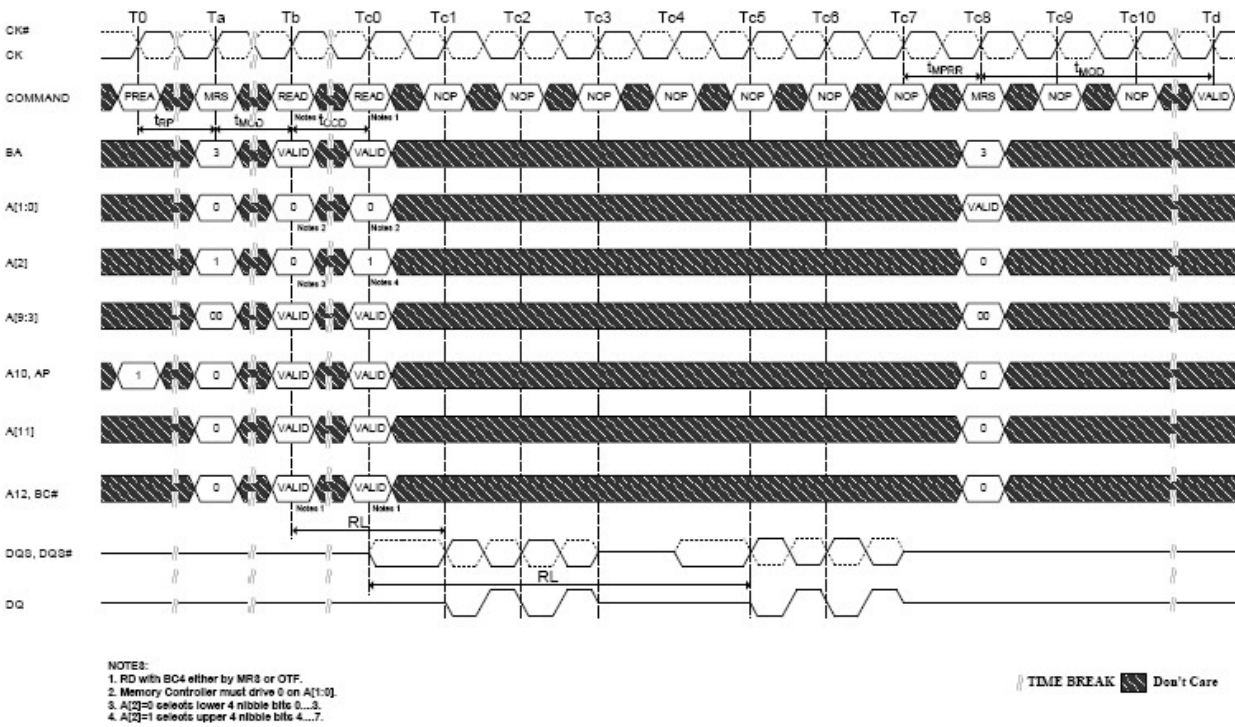 T0 Ta Tb Tc0 Tc1 Tc2 Tc3 Tc4 Tc5 Tc6 Tc7 Tc8 Tc9 Tc10 Td
CK#
CK
tMPRR tMOD
COMMAND PREA MRS READ READ NOP NOP NOP NOP NOP NOP NOP MRS NOP NOP VALID
Notes 1 Notes 1
tRP tMOD tCCD
BA 3 VALID VALID 3
A[1:0] 0 0 0 VALID
Notes 2 Notes 2
A[2] 1 0 1 0
Notes 3 Notes 4
A[9:3] 00 VALID VALID 00
A10, AP 1 0 VALID VALID 0
A[11] 0 VALID VALID 0
A12, BC# 0 VALID VALID 0
Notes 1 Notes 1
RL
DQS, DQS#
RL
DQ
NOTES:
1. RD with BC4 either by MRS or OTF.
2. Memory Controller must drive 0 on A[1:0].
3. A[2]=0 selects lower 4 nibble bits 0....3.
4. A[2]=1 selects upper 4 nibble bits 4....7.
TIME BREAK Don't Care